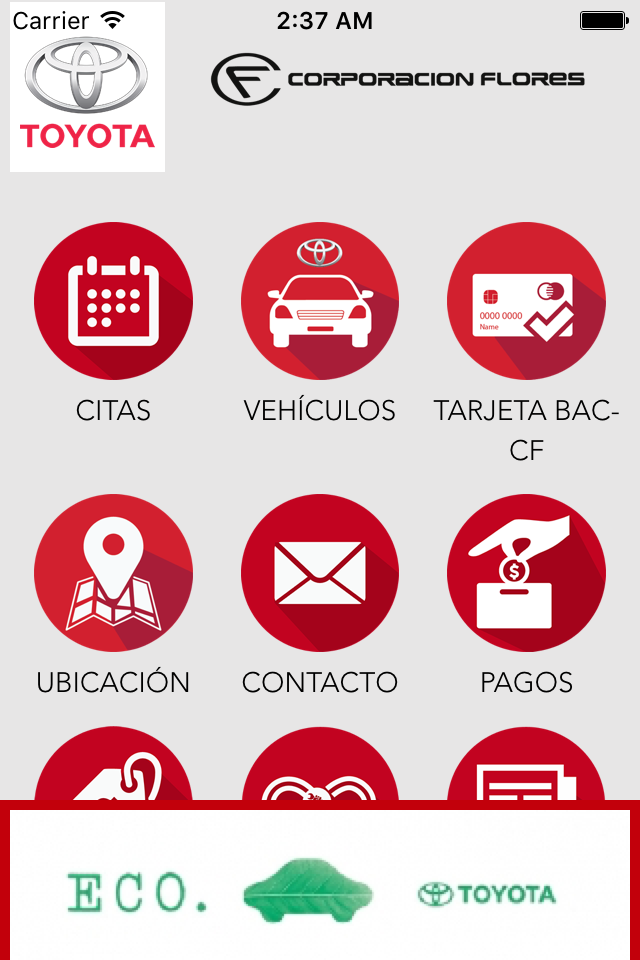 Carrier 2:37 AM
TOYOTA
CORPORACION FLORES
0000 0000
Name
CITAS
VEHÍCULOS
TARJETA BAC-
CF
$
UBICACIÓN
CONTACTO
PAGOS
ECO.
TOYOTA